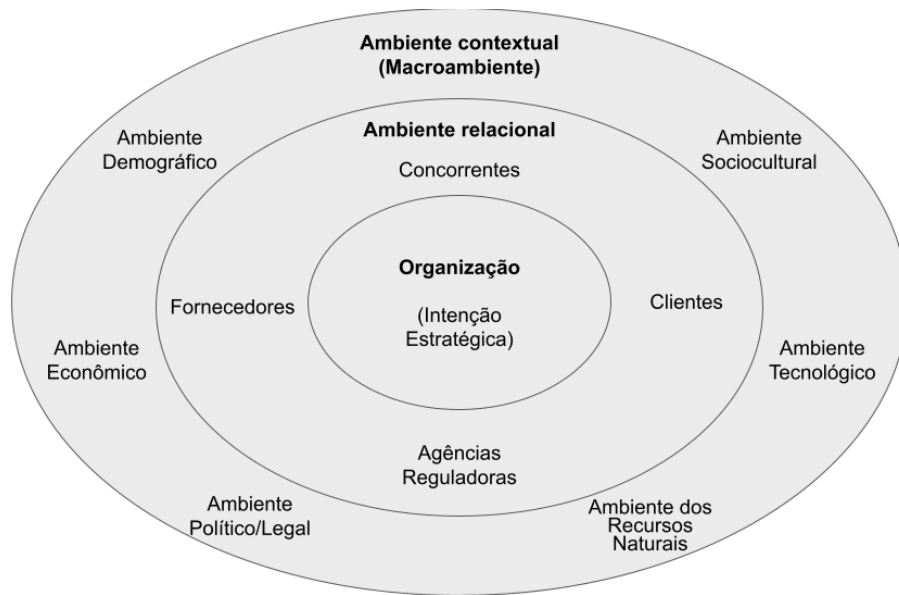 Ambiente contextual
(Macroambiente)
Ambiente
Demográfico
Ambiente relacional
Ambiente
Sociocultural
Concorrentes
Organização
Fornecedores
(Intenção
Estratégica)
Clientes
Ambiente
Econômico
Ambiente
Tecnológico
Agências
Reguladoras
Ambiente
Político/Legal
Ambiente dos
Recursos
Naturais